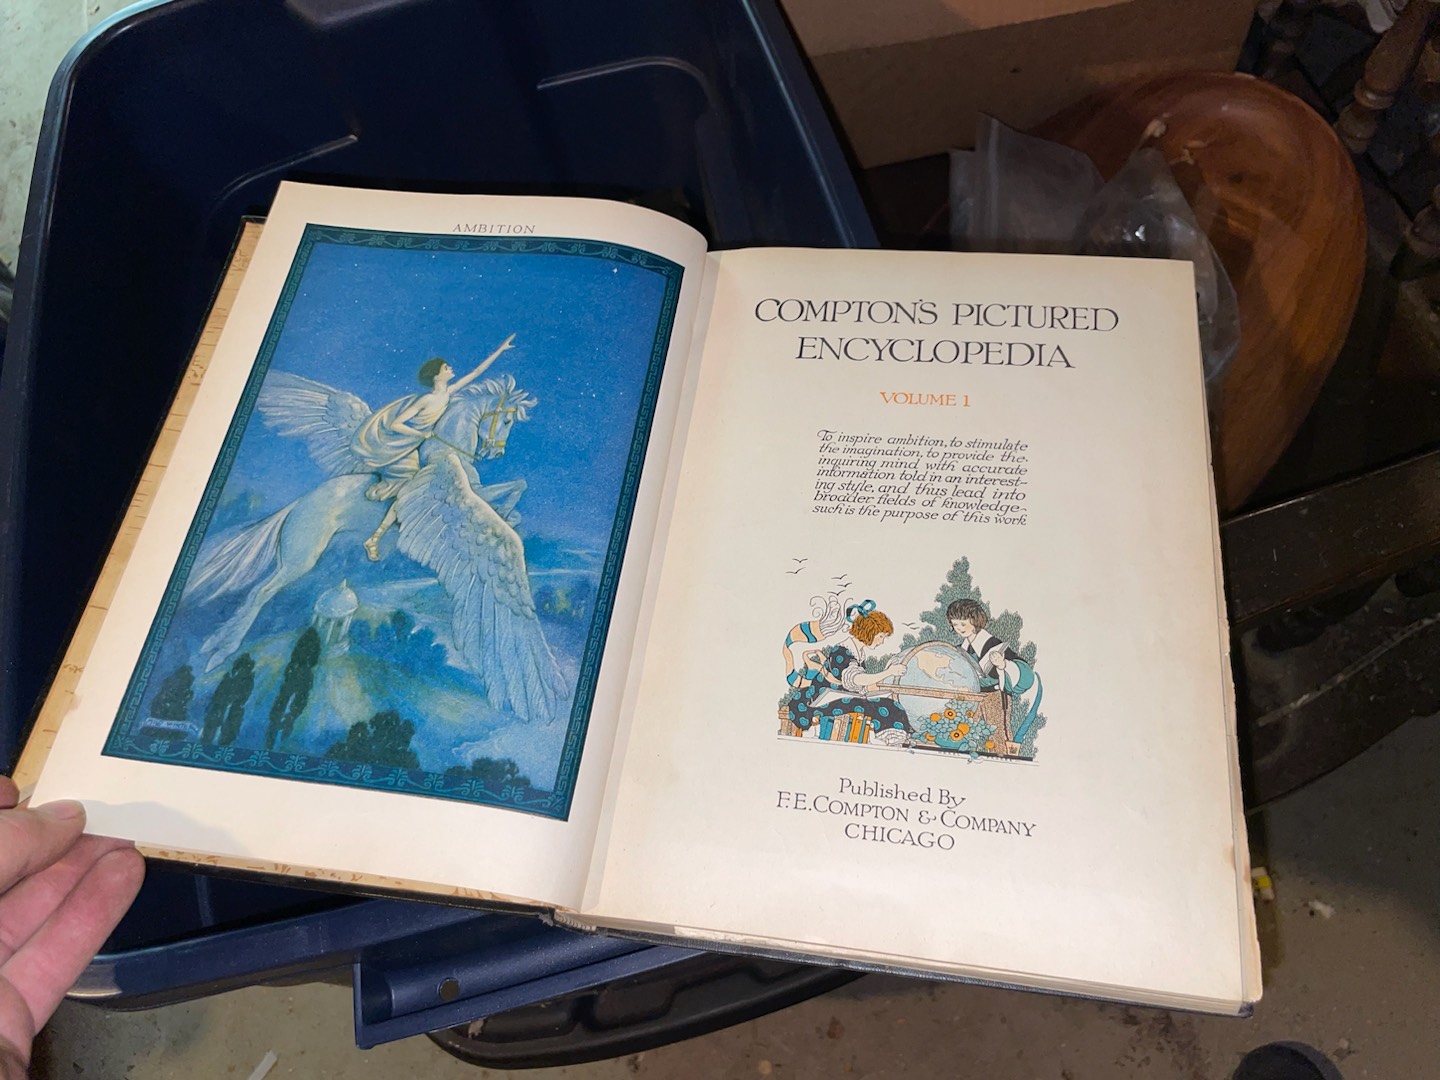 AMBITION
COMPTON'S PICTURED
ENCYCLOPEDIA
VOLUME 1
To inspire ambition, to stimulate
the imagination, to provide the
inquiring mind with accurate
information told in an interest-
ing style, and thus lead into
broader fields of knowledge-
such is the purpose of this work
Published By
F. E. COMPTON & COMPANY
CHICAGO